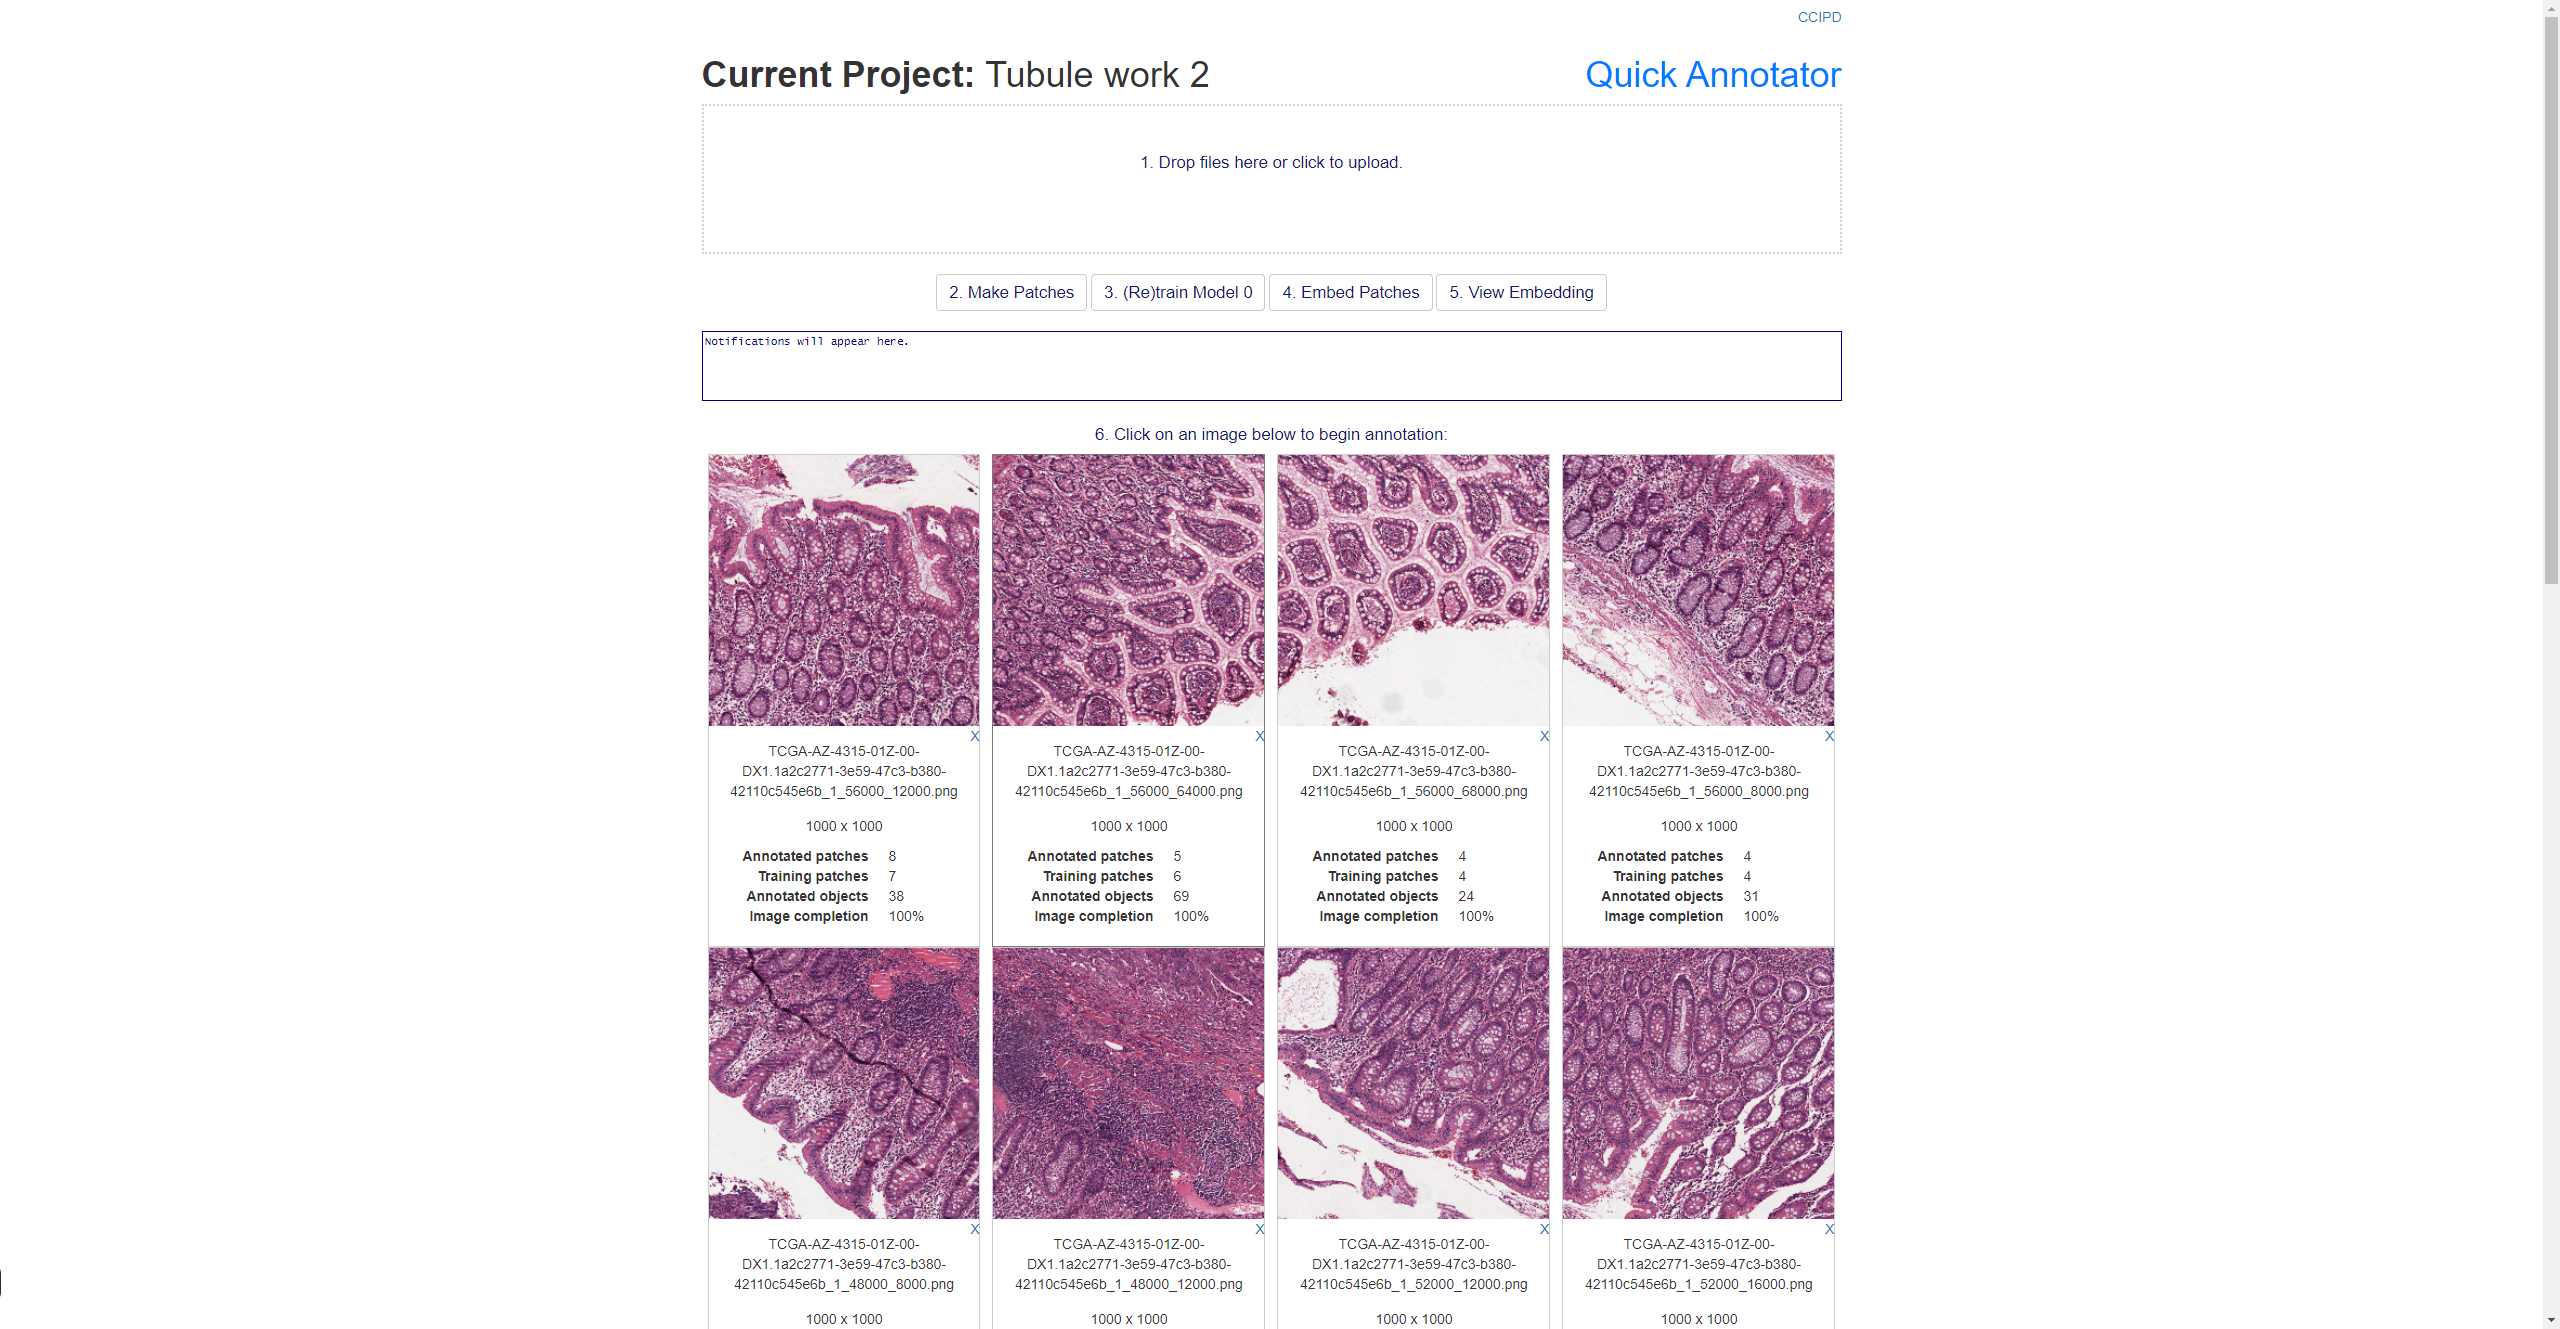 CCIPD
Current Project: Tubule work 2
Quick Annotator
1. Drop files here or click to upload.
2. Make Patches
3. (Re)train Model 0
4. Embed Patches
5. View Embedding
Notifications will appear here.
6. Click on an image below to begin annotation:
X
TCGA-AZ-4315-01Z-00-
DX1.1a2c2771-3e59-47c3-b380-
42110c545e6b_1_56000_12000.png
1000 x 1000
Annotated patches 8
Training patches 7
Annotated objects 38
Image completion 100%
X
TCGA-AZ-4315-01Z-00-
DX1.1a2c2771-3e59-47c3-b380-
42110c545e6b_1_56000_64000.png
1000 x 1000
Annotated patches 5
Training patches 6
Annotated objects 69
Image completion 100%
X
TCGA-AZ-4315-01Z-00-
DX1.1a2c2771-3e59-47c3-b380-
42110c545e6b_1_56000_68000.png
1000 x 1000
Annotated patches 4
Training patches 4
Annotated objects 24
Image completion 100%
X
TCGA-AZ-4315-01Z-00-
DX1.1a2c2771-3e59-47c3-b380-
42110c545e6b_1_56000_8000.png
1000 x 1000
Annotated patches 4
Training patches 4
Annotated objects 31
Image completion 100%
X
TCGA-AZ-4315-01Z-00-
DX1.1a2c2771-3e59-47c3-b380-
42110c545e6b_1_48000_8000.png
1000 x 1000
X
TCGA-AZ-4315-01Z-00-
DX1.1a2c2771-3e59-47c3-b380-
42110c545e6b_1_48000_12000.png
1000 x 1000
X
TCGA-AZ-4315-01Z-00-
DX1.1a2c2771-3e59-47c3-b380-
42110c545e6b_1_52000_12000.png
1000 x 1000
X
TCGA-AZ-4315-01Z-00-
DX1.1a2c2771-3e59-47c3-b380-
42110c545e6b_1_52000_16000.png
1000 x 1000